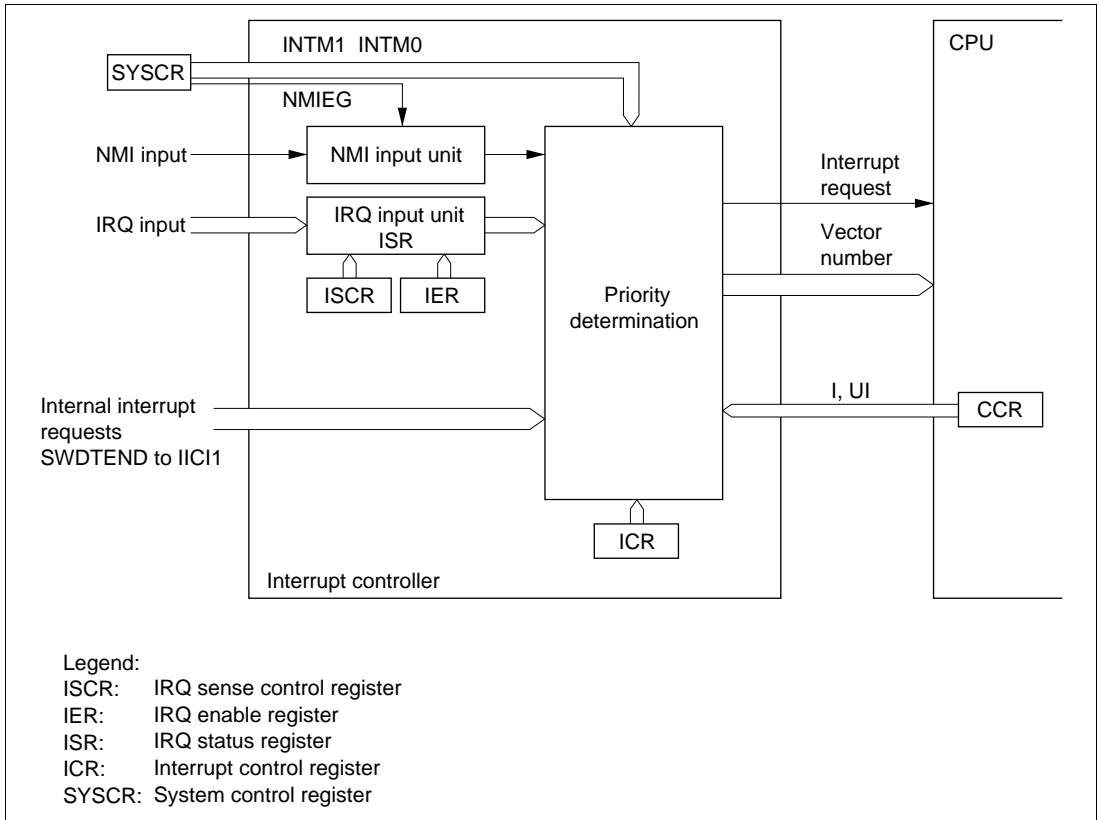 INTM1 INTM0
CPU
SYSCR
NMIEG
NMI input
NMI input unit
Interrupt
request
IRQ input
IRQ input unit
ISR
Vector
number
ISCR
IER
Priority
determination
Internal interrupt
requests
SWDTEND to IICI1
I, UI
CCR
ICR
Interrupt controller
Legend:
ISCR: IRQ sense control register
IER: IRQ enable register
ISR: IRQ status register
ICR: Interrupt control register
SYSCR: System control register